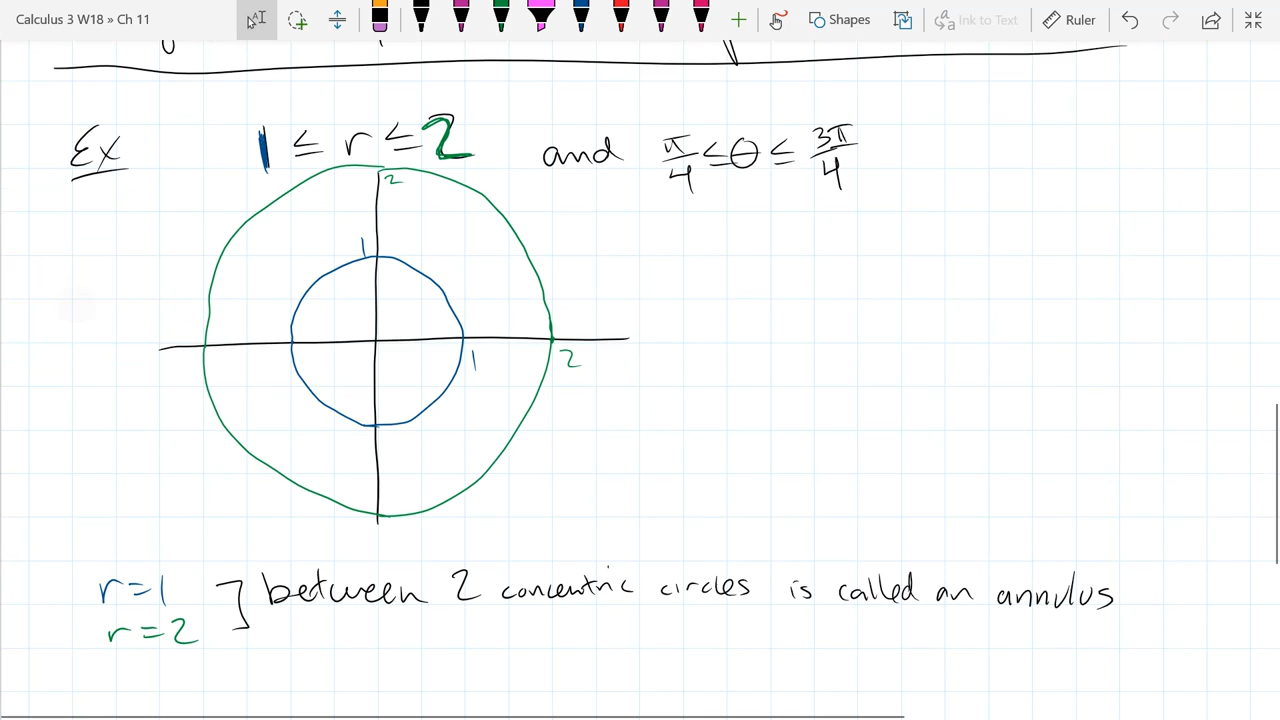 Calculus 3 W18 » Ch 11
Shapes Ink to Text Ruler
Ex 1 ≤ r ≤ 2 and π/4 ≤ θ ≤ 3π/4
2
1
1
2
r=1
r=2
between 2 concentric circles is called an annulus